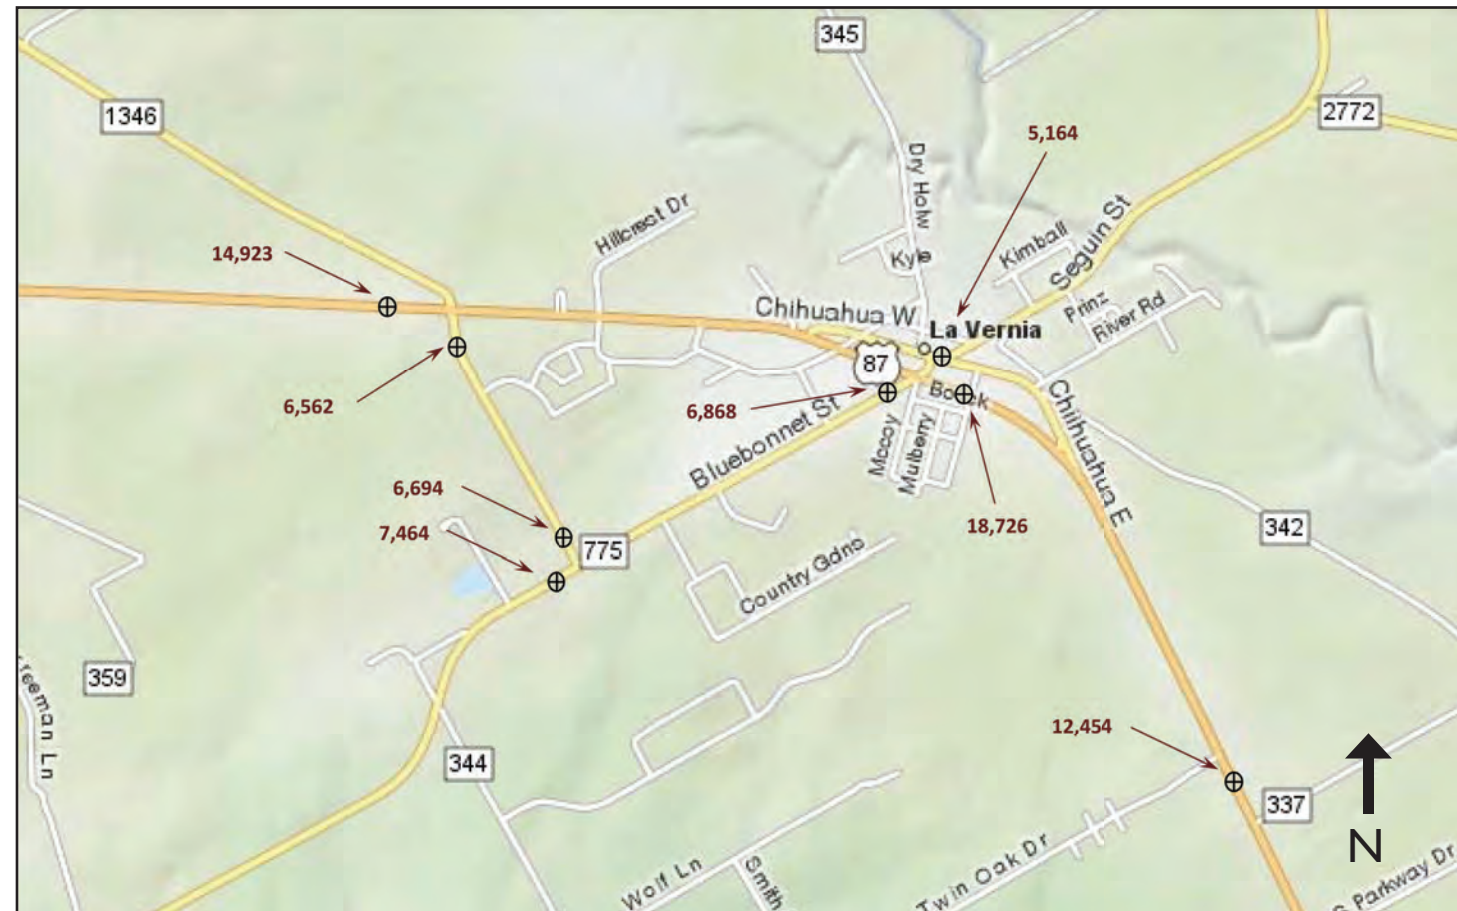 345
1346
2772
5,164
Dry Holw
Hillcrest Dr
Kimball
Seguin St
14,923
Kyle
Prinz
River Rd
Chihuahua W
La Vernia
87
6,562
6,868
Bluebonnet St
Mccoy
Mulberry
Chiihuahua E
6,694
7,464
775
18,726
342
Country Gdns
359
344
12,454
337
N
Wolf Ln
Smith
Twin Oak Dr
S Parkway Dr